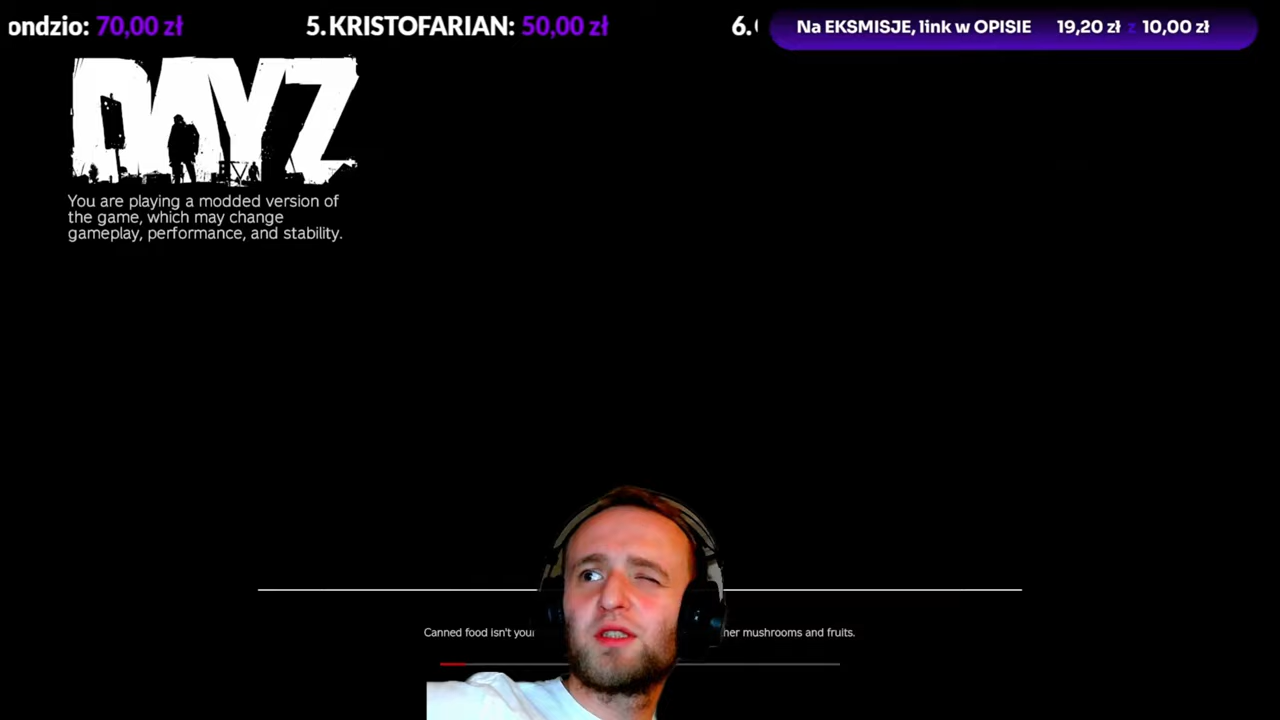 ondzio: 70,00 zł 5. KRISTOFARIAN: 50,00 zł 6.
Na EKSMISJE, link w OPISIE 19,20 zł z 10,00 zł
DAYZ
You are playing a modded version of
the game, which may change
gameplay, performance, and stability.
Canned food isn't your mushrooms and fruits.